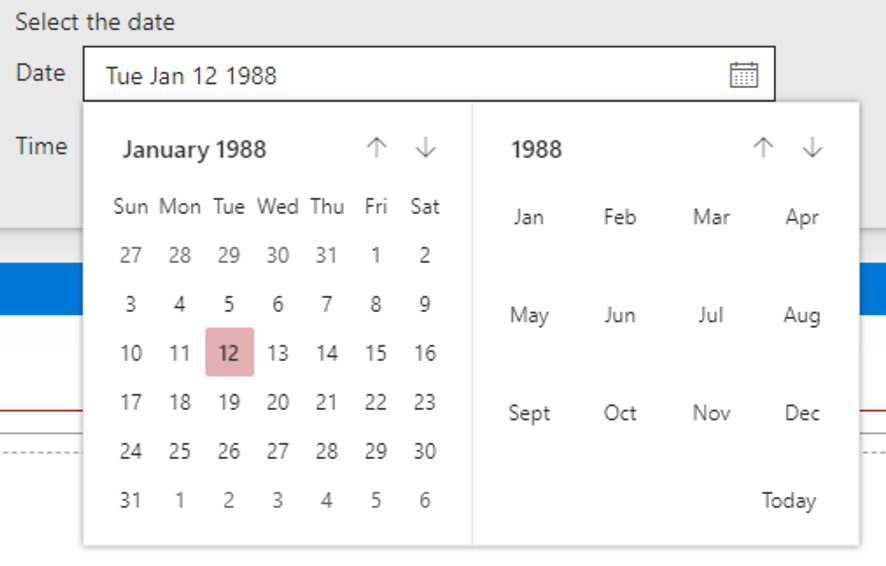 Select the date
Date
Tue Jan 12 1988
Time
January 1988
Sun Mon Tue Wed Thu Fri Sat
27 28 29 30 31 1 2
3 4 5 6 7 8 9
10 11 12 13 14 15 16
17 18 19 20 21 22 23
24 25 26 27 28 29 30
31 1 2 3 4 5 6
1988
Jan Feb Mar Apr
May Jun Jul Aug
Sept Oct Nov Dec
Today